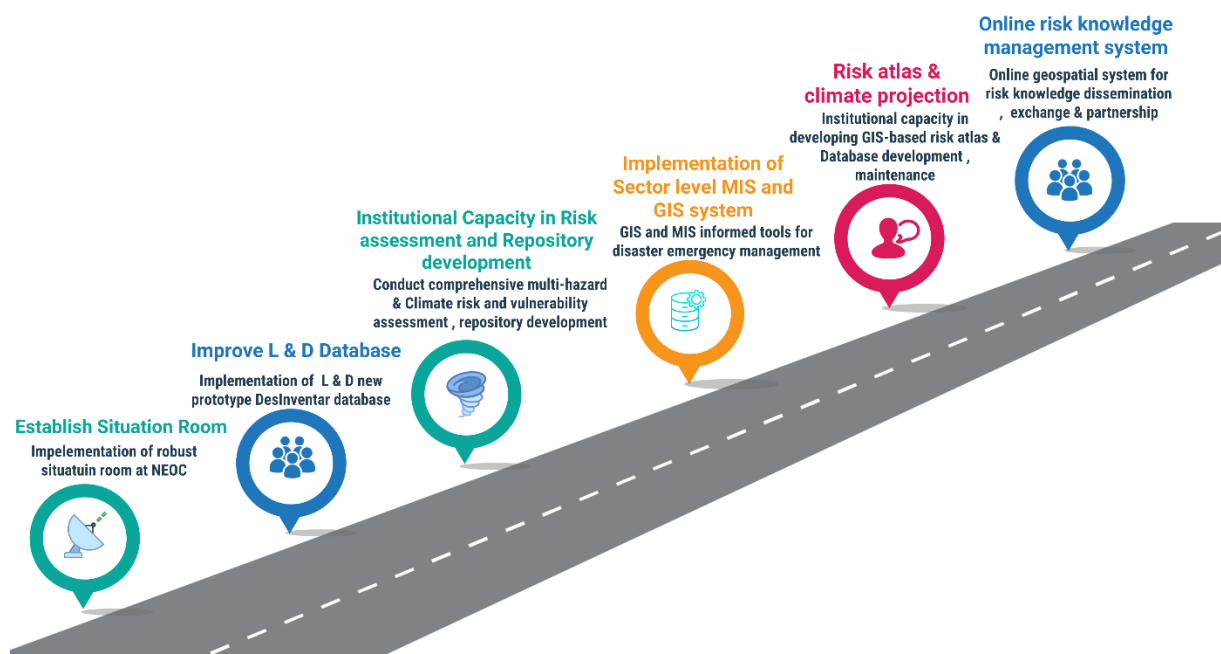 Establish Situation Room
Impelementation of robust
situatuin room at NEOC
Improve L & D Database
Implementation of L & D new
prototype DesInventar database
Institutional Capacity in Risk
assessment and Repository
development
Conduct comprehensive multi-hazard
& Climate risk and vulnerability
assessment , repository development
Implementation of
Sector level MIS and
GIS system
GIS and MIS informed tools for
disaster emergency management
Risk atlas &
climate projection
Institutional capacity in
developing GIS-based risk atlas &
Database development ,
maintenance
Online risk knowledge
management system
Online geospatial system for
risk knowledge dissemination
, exchange & partnership